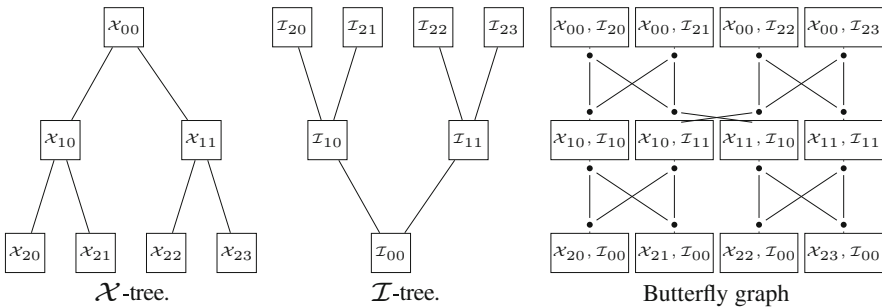 𝒳₀₀ ℐ₂₀ ℐ₂₁ ℐ₂₂ ℐ₂₃ 𝒳₀₀, ℐ₂₀ 𝒳₀₀, ℐ₂₁ 𝒳₀₀, ℐ₂₂ 𝒳₀₀, ℐ₂₃
𝒳₁₀ 𝒳₁₁ ℐ₁₀ ℐ₁₁ 𝒳₁₀, ℐ₁₀ 𝒳₁₀, ℐ₁₁ 𝒳₁₁, ℐ₁₀ 𝒳₁₁, ℐ₁₁
𝒳₂₀ 𝒳₂₁ 𝒳₂₂ 𝒳₂₃ ℐ₀₀ 𝒳₂₀, ℐ₀₀ 𝒳₂₁, ℐ₀₀ 𝒳₂₂, ℐ₀₀ 𝒳₂₃, ℐ₀₀
𝒳-tree. ℐ-tree. Butterfly graph